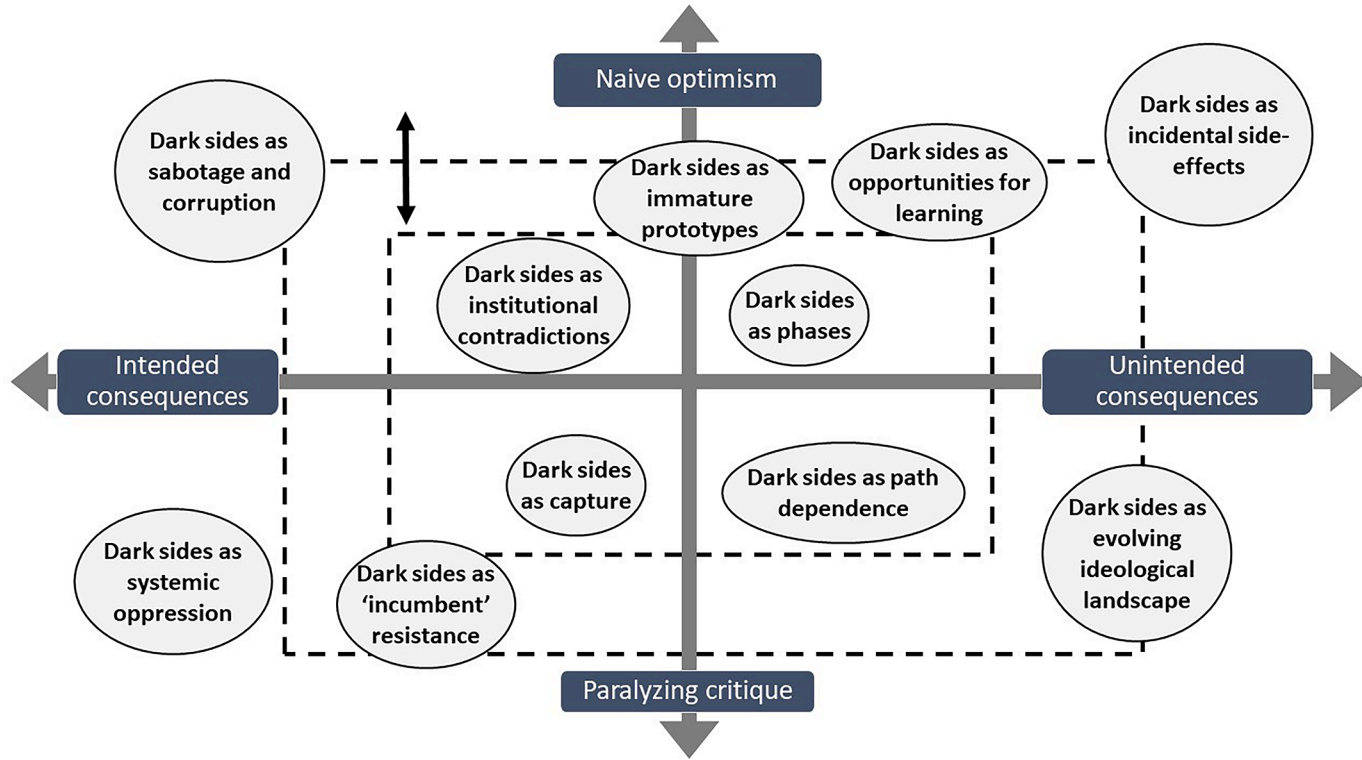 Naive optimism
Dark sides as
incidental side-
effects
Dark sides as
sabotage and
corruption
Dark sides as
immature
prototypes
Dark sides as
opportunities for
learning
Dark sides as
institutional
contradictions
Dark sides
as phases
Intended
consequences
Unintended
consequences
Dark sides
as capture
Dark sides as path
dependence
Dark sides as
evolving
ideological
landscape
Dark sides as
systemic
oppression
Dark sides as
‘incumbent’
resistance
Paralyzing critique